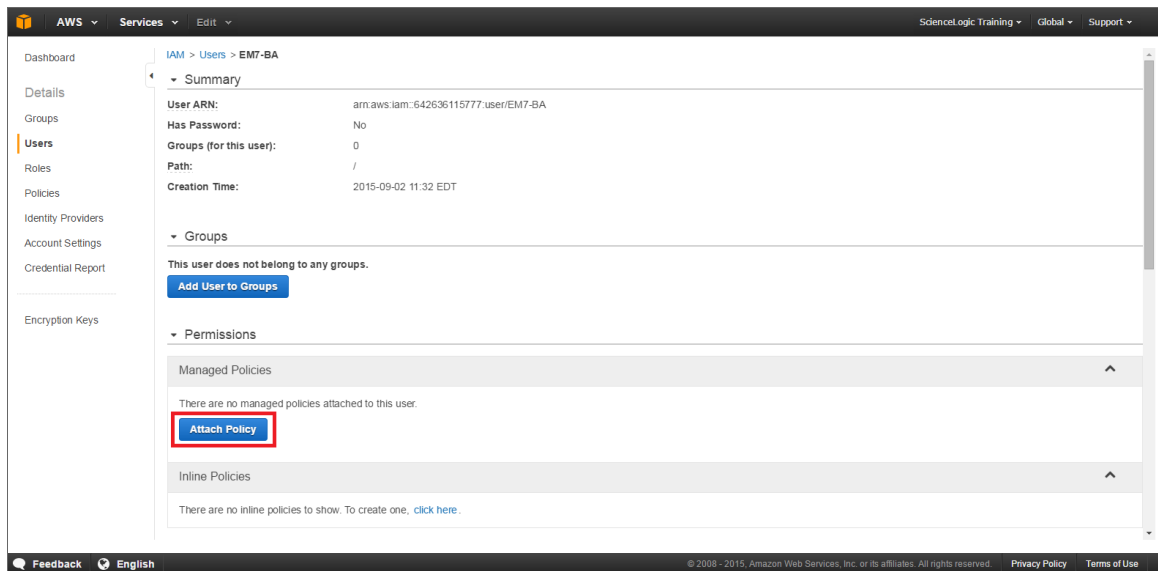 AWS Services Edit ScienceLogic Training Global Support
Dashboard
Details
Groups
Users
Roles
Policies
Identity Providers
Account Settings
Credential Report
Encryption Keys
IAM > Users > EM7-BA
Summary
User ARN: arn:aws:iam::642636115777:user/EM7-BA
Has Password: No
Groups (for this user): 0
Path: /
Creation Time: 2015-09-02 11:32 EDT
Groups
This user does not belong to any groups.
Add User to Groups
Permissions
Managed Policies
There are no managed policies attached to this user.
Attach Policy
Inline Policies
There are no inline policies to show. To create one, click here.
Feedback English © 2008 - 2015, Amazon Web Services, Inc. or its affiliates. All rights reserved. Privacy Policy Terms of Use